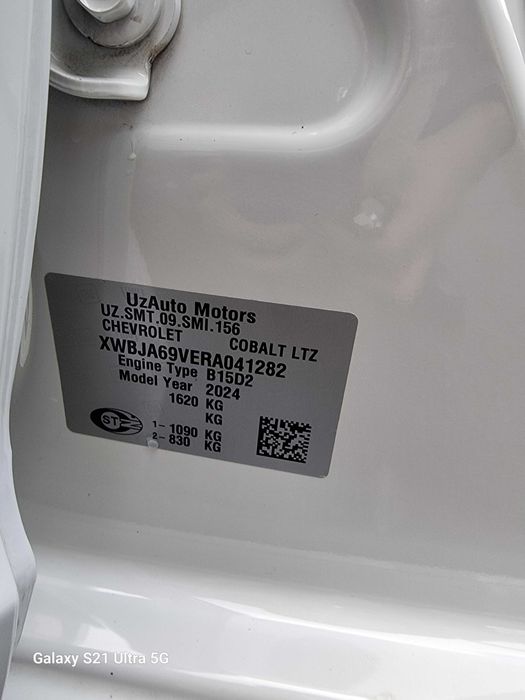 UzAuto Motors
UZ.SMT.09.SMI.156
CHEVROLET COBALT LTZ
XWBJA69VERA041282
Engine Type B15D2
Model Year 2024
1620 KG
KG
1- 1090 KG
2- 830 KG
ST
Galaxy S21 Ultra 5G